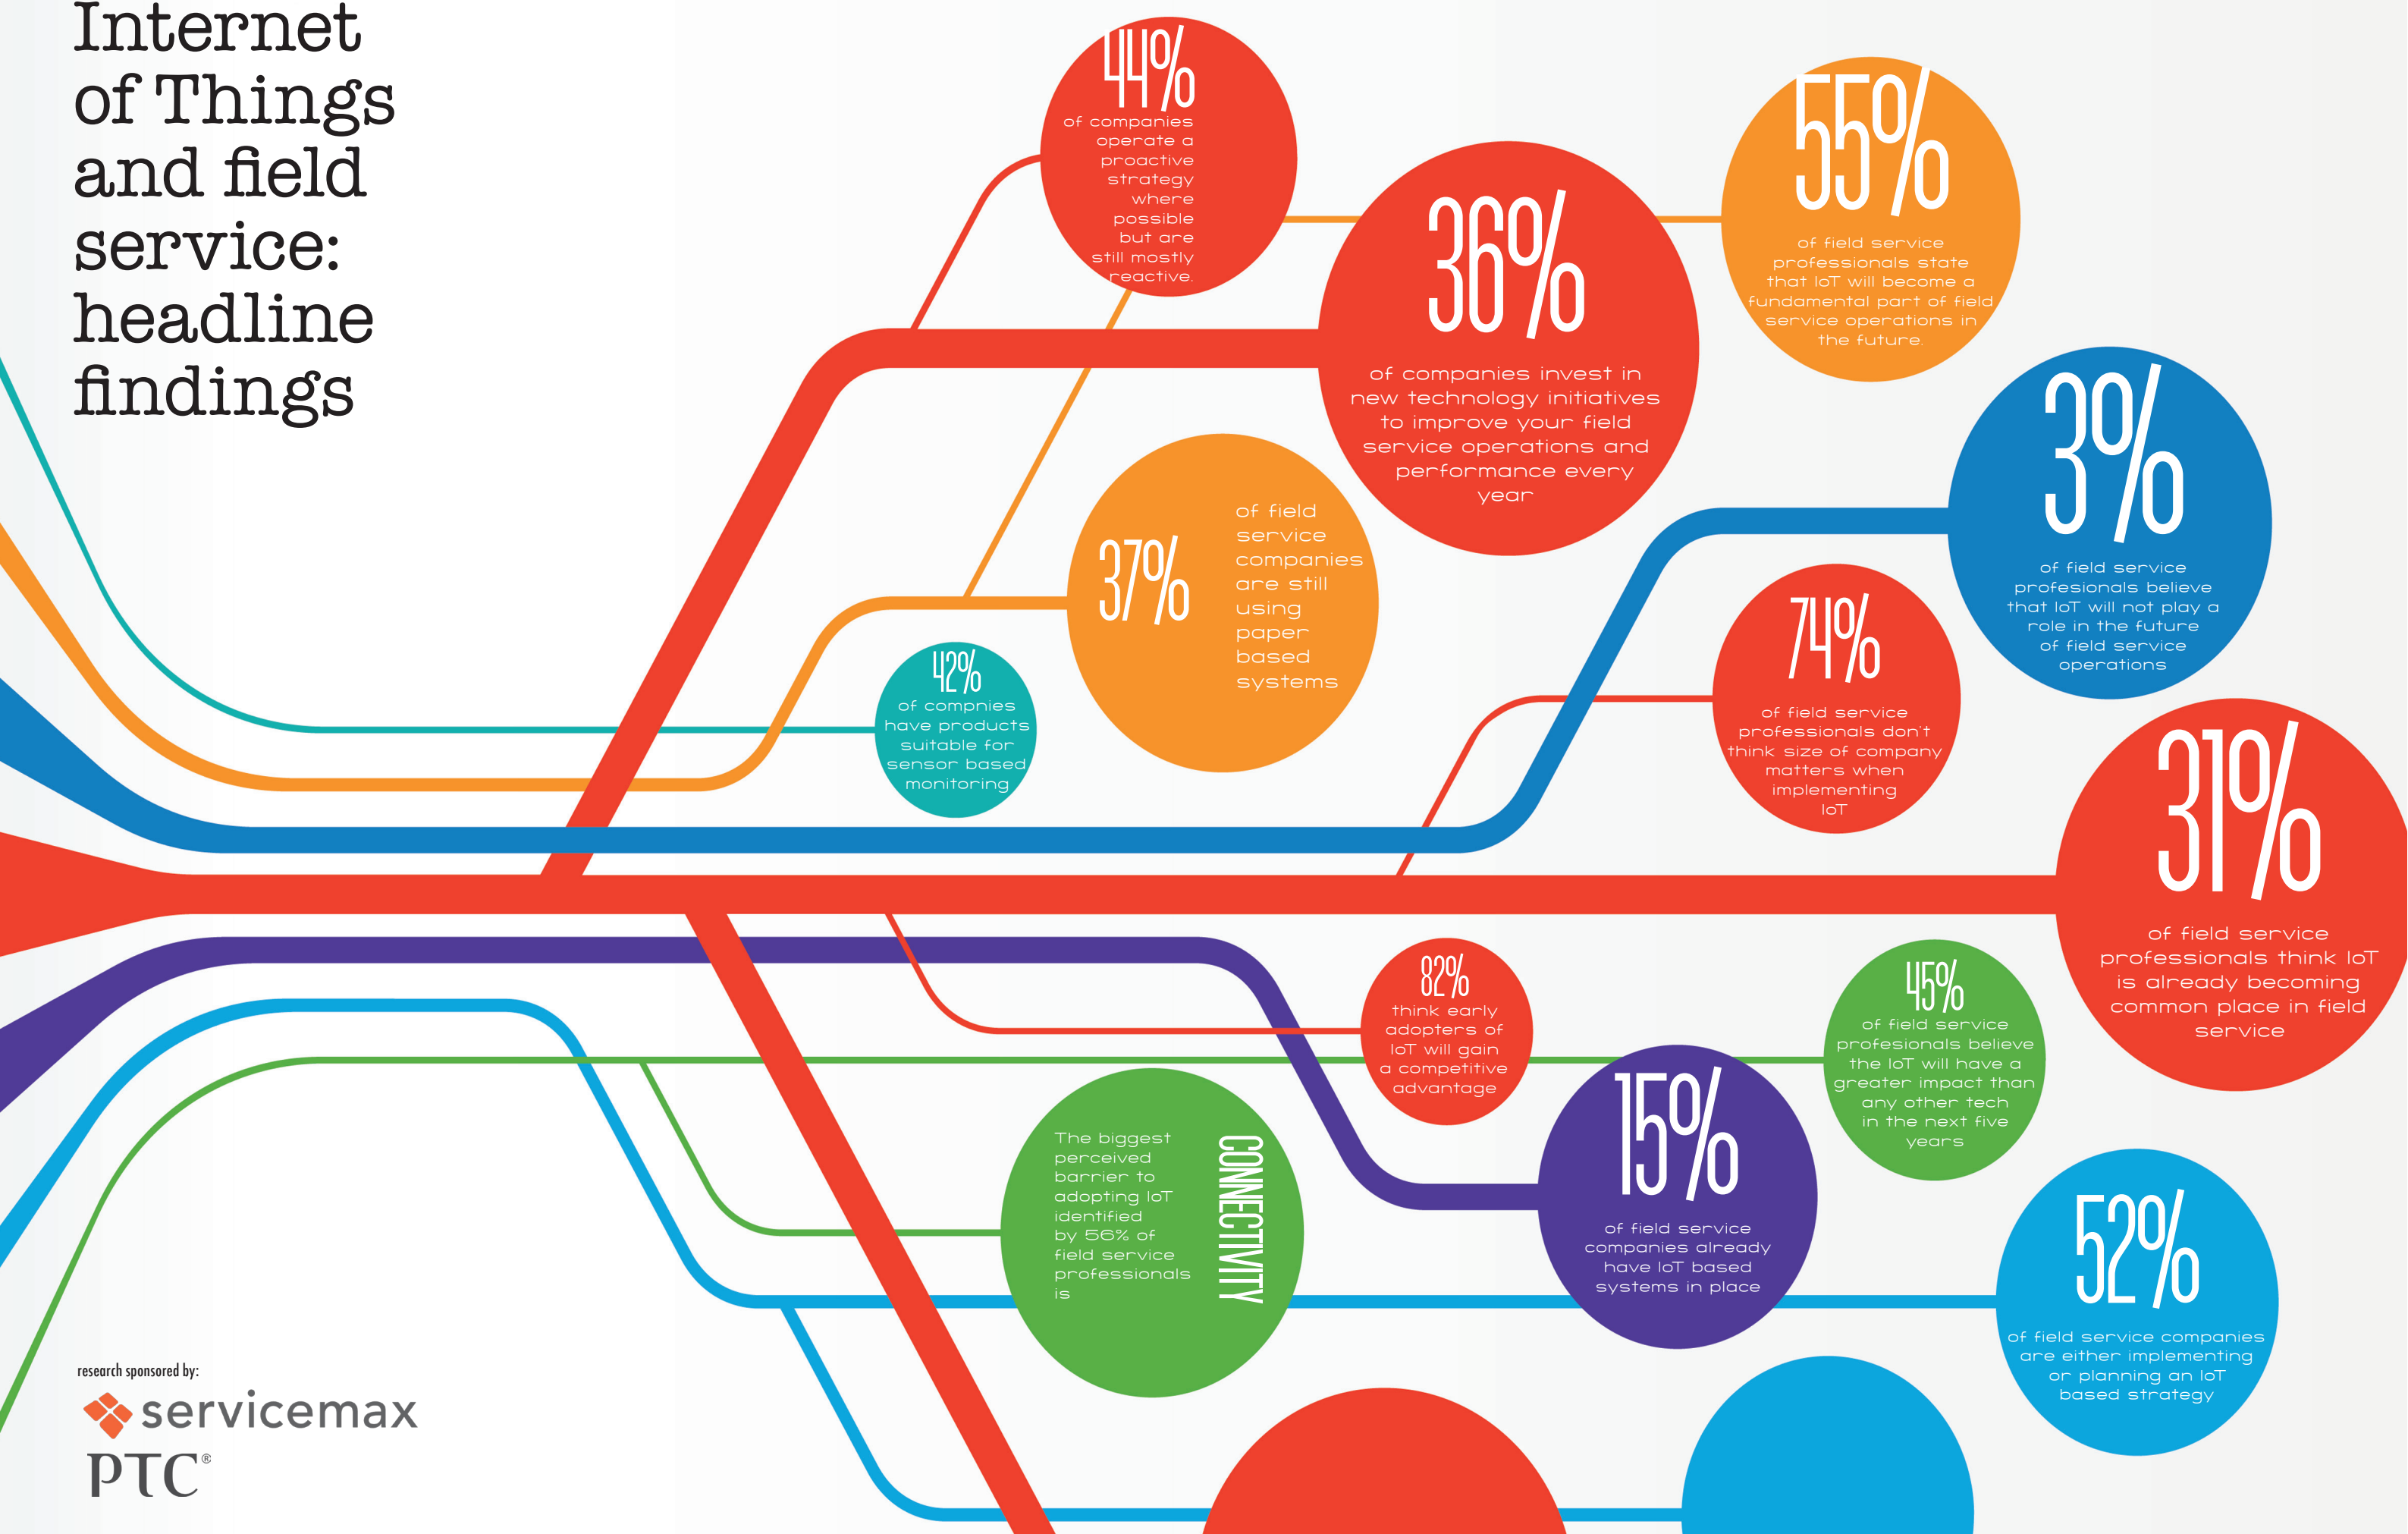 Internet
of Things
and field
service:
headline
findings
44%
of companies
operate a
proactive
strategy
where
possible
but are
still mostly
reactive.
36%
of companies invest in
new technology initiatives
to improve your field
service operations and
performance every
year
55%
of field service
professionals state
that IoT will become a
fundamental part of field
service operations in
the future.
3%
of field service
profesionals believe
that IoT will not play a
role in the future
of field service
operations
37%
of field
service
companies
are still
using
paper
based
systems
42%
of compnies
have products
suitable for
sensor based
monitoring
74%
of field service
professionals don't
think size of company
matters when
implementing
IoT
31%
of field service
professionals think IoT
is already becoming
common place in field
service
82%
think early
adopters of
IoT will gain
a competitive
advantage
45%
of field service
profesionals believe
the IoT will have a
greater impact than
any other tech
in the next five
years
The biggest
perceived
barrier to
adopting IoT
identified
by 56% of
field service
professionals
is
CONNECTIVITY
15%
of field service
companies already
have IoT based
systems in place
52%
of field service companies
are either implementing
or planning an IoT
based strategy
research sponsored by:
servicemax
PTC®